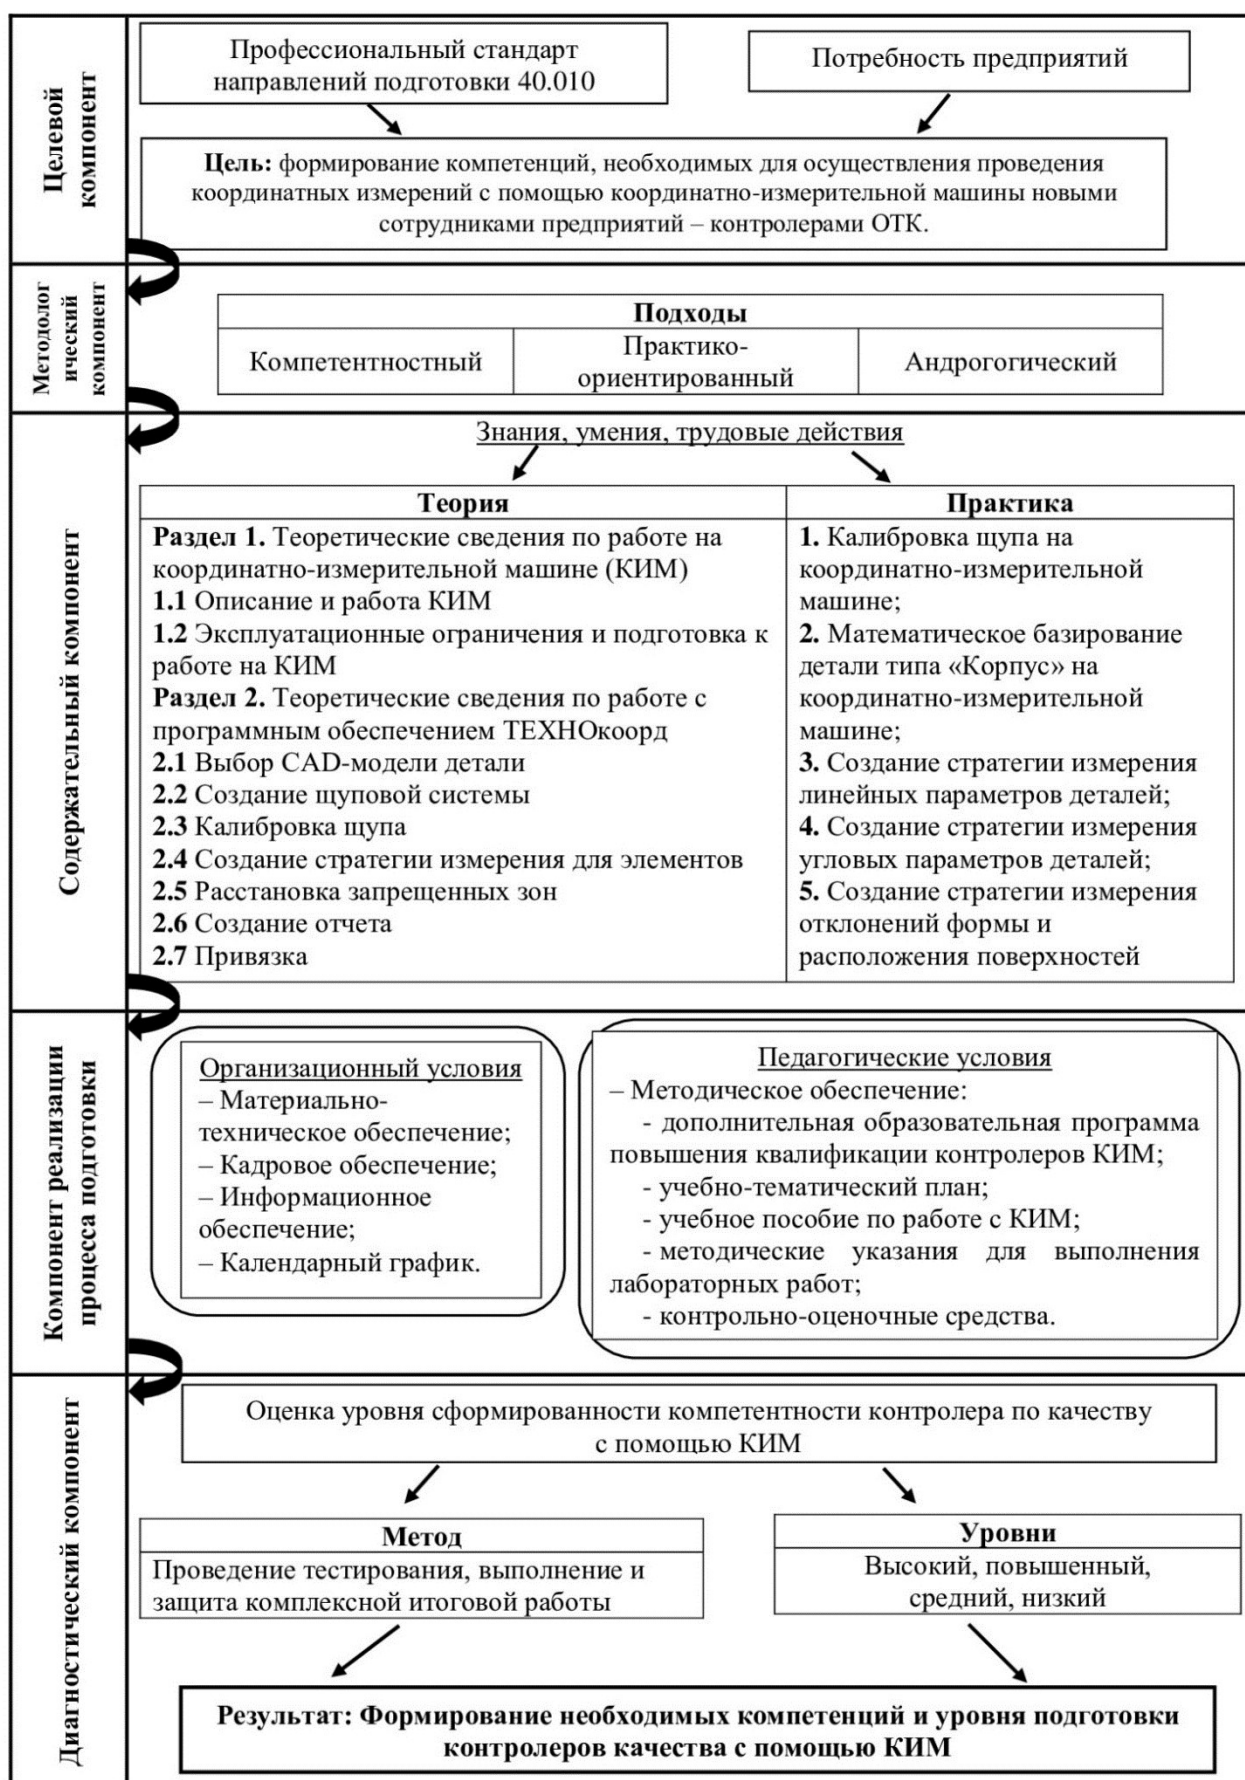 Целевой
компонент
Профессиональный стандарт
направлений подготовки 40.010
Потребность предприятий
Цель: формирование компетенций, необходимых для осуществления проведения
координатных измерений с помощью координатно-измерительной машины новыми
сотрудниками предприятий – контролерами ОТК.
Методолог
ический
компонент
Подходы
Компетентностный
Практико-
ориентированный
Андрогогический
Содержательный компонент
Знания, умения, трудовые действия
Теория
Раздел 1. Теоретические сведения по работе на
координатно-измерительной машине (КИМ)
1.1 Описание и работа КИМ
1.2 Эксплуатационные ограничения и подготовка к
работе на КИМ
Раздел 2. Теоретические сведения по работе с
программным обеспечением ТЕХНОкоорд
2.1 Выбор CAD-модели детали
2.2 Создание щуповой системы
2.3 Калибровка щупа
2.4 Создание стратегии измерения для элементов
2.5 Расстановка запрещенных зон
2.6 Создание отчета
2.7 Привязка
Практика
1. Калибровка щупа на
координатно-измерительной
машине;
2. Математическое базирование
детали типа «Корпус» на
координатно-измерительной
машине;
3. Создание стратегии измерения
линейных параметров деталей;
4. Создание стратегии измерения
угловых параметров деталей;
5. Создание стратегии измерения
отклонений формы и
расположения поверхностей
Компонент реализации
процесса подготовки
Организационный условия
– Материально-
техническое обеспечение;
– Кадровое обеспечение;
– Информационное
обеспечение;
– Календарный график.
Педагогические условия
– Методическое обеспечение:
- дополнительная образовательная программа
повышения квалификации контролеров КИМ;
- учебно-тематический план;
- учебное пособие по работе с КИМ;
- методические указания для выполнения
лабораторных работ;
- контрольно-оценочные средства.
Диагностический компонент
Оценка уровня сформированности компетентности контролера по качеству
с помощью КИМ
Метод
Проведение тестирования, выполнение и
защита комплексной итоговой работы
Уровни
Высокий, повышенный,
средний, низкий
Результат: Формирование необходимых компетенций и уровня подготовки
контролеров качества с помощью КИМ